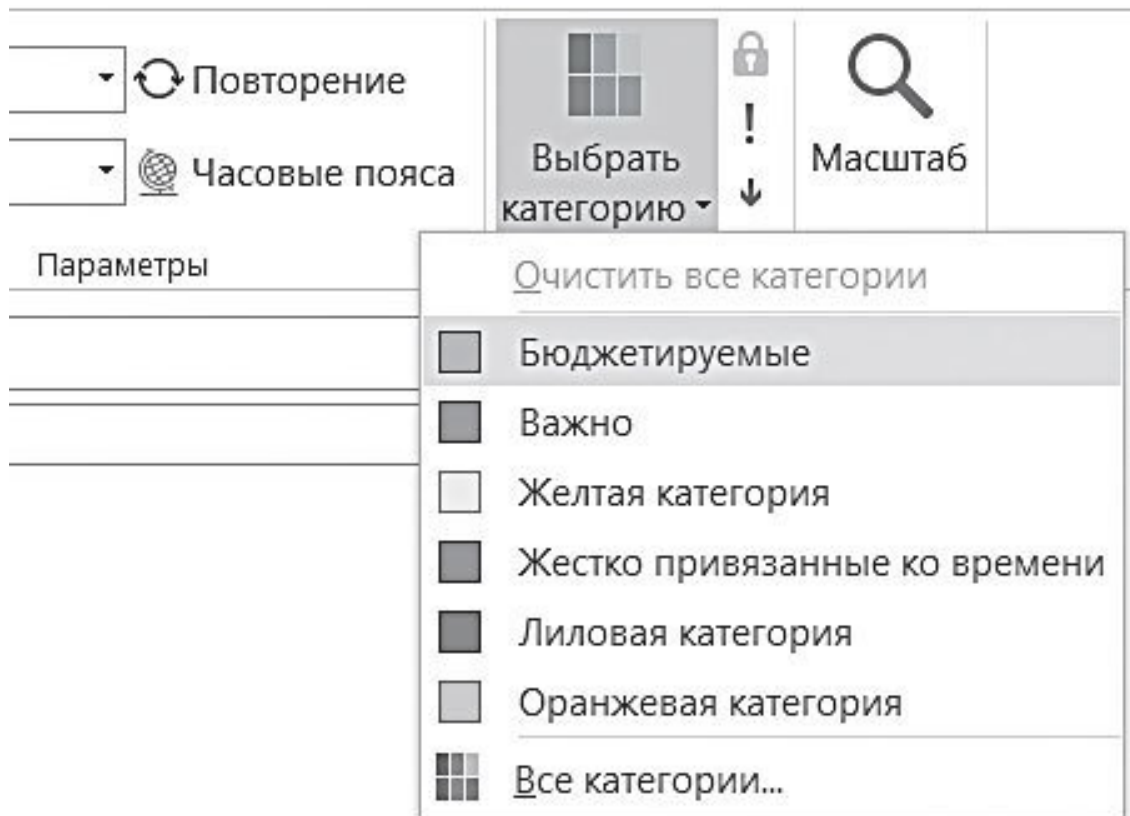 Повторение
Часовые пояса
Параметры
Выбрать
категорию
!
Масштаб
Очистить все категории
Бюджетируемые
Важно
Желтая категория
Жестко привязанные ко времени
Лиловая категория
Оранжевая категория
Все категории...